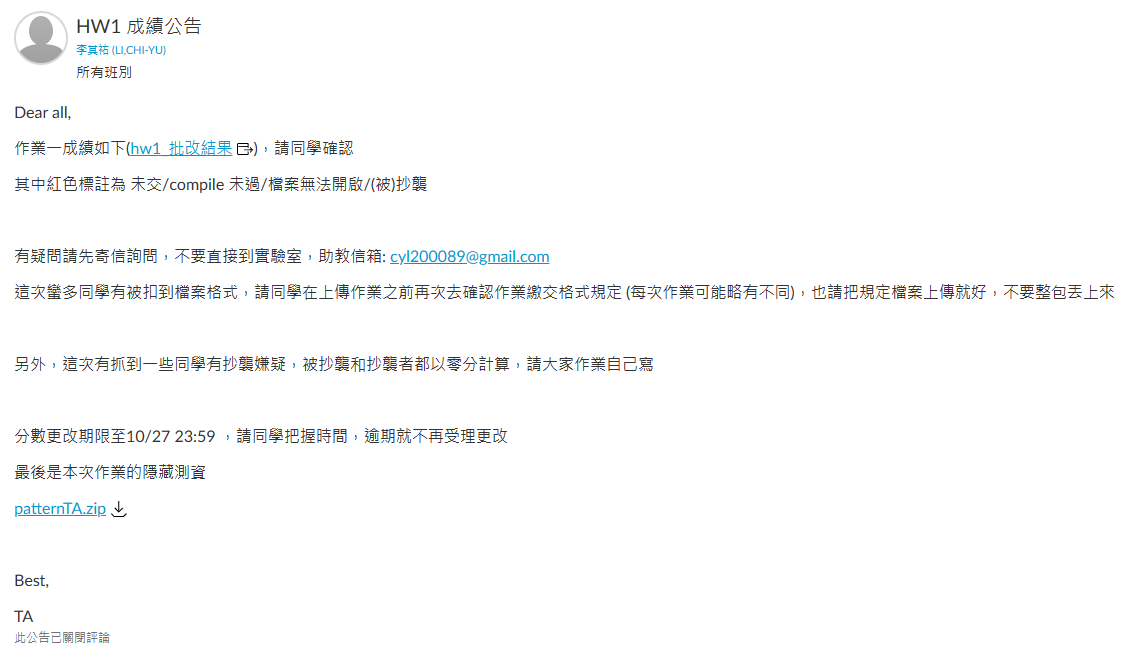 HW1 成績公告
李其祐 (LI,CHI-YU)
所有班別
Dear all,
作業一成績如下(hw1_批改結果)，請同學確認
其中紅色標註為 未交/compile 未過/檔案無法開啟/(被)抄襲
有疑問請先寄信詢問，不要直接到實驗室，助教信箱: cyl200089@gmail.com
這次蠻多同學有被扣到檔案格式，請同學在上傳作業之前再次去確認作業繳交格式規定 (每次作業可能略有不同)，也請把規定檔案上傳就好，不要整包丟上來
另外，這次有抓到一些同學有抄襲嫌疑，被抄襲和抄襲者都以零分計算，請大家作業自己寫
分數更改期限至10/27 23:59 ，請同學把握時間，逾期就不再受理更改
最後是本次作業的隱藏測資
patternTA.zip
Best,
TA
此公告已關閉評論